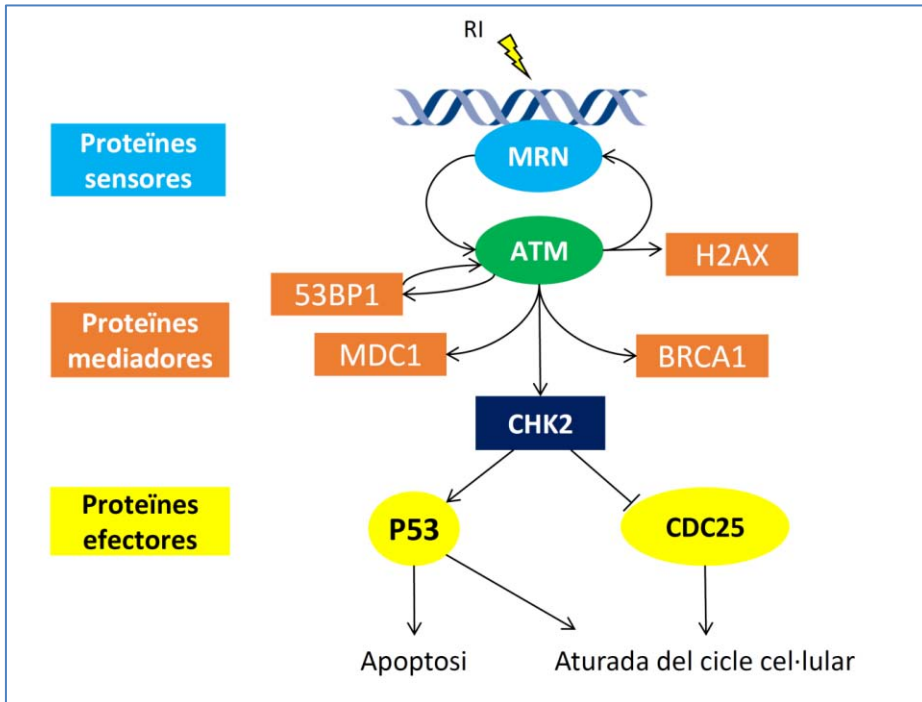 RI
Proteïnes
sensores
MRN
ATM
H2AX
53BP1
Proteïnes
mediadores
MDC1
BRCA1
CHK2
Proteïnes
efectores
P53
CDC25
Apoptosi
Aturada del cicle cel·lular